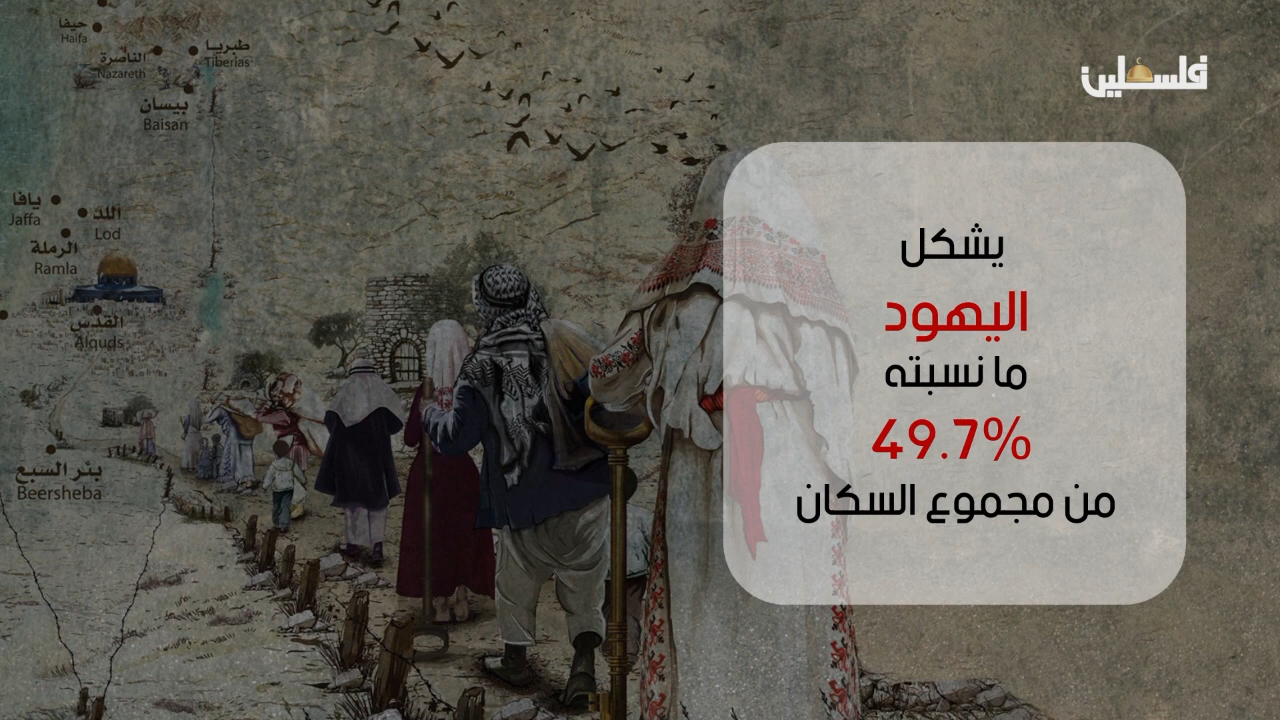 فلسطين
يشكل
اليهود
ما نسبته
49.7%
من مجموع السكان
حيفا
Haifa
الناصرة
Nazareth
طبريا
Tiberias
بيسان
Baisan
يافا
Jaffa
اللد
Lod
الرملة
Ramla
القدس
Alquds
بئر السبع
Beersheba